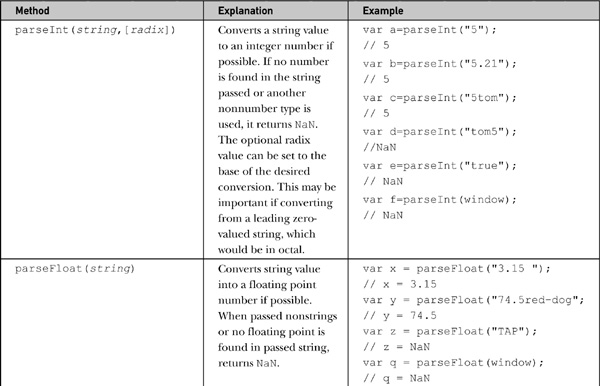 Method Explanation Example
parseInt(string,[radix])
Converts a string value
to an integer number if
possible. If no number
is found in the string
passed or another
nonnumber type is
used, it returns NaN.
The optional radix
value can be set to the
base of the desired
conversion. This may be
important if converting
from a leading zero-
valued string, which
would be in octal.
var a=parseInt("5");
// 5
var b=parseInt("5.21");
// 5
var c=parseInt("5tom");
// 5
var d=parseInt("tom5");
//NaN
var e=parseInt("true");
// NaN
var f=parseInt(window);
// NaN
parseFloat(string)
Converts string value
into a floating point
number if possible.
When passed nonstrings
or no floating point is
found in passed string,
returns NaN.
var x = parseFloat("3.15 ");
// x = 3.15
var y = parseFloat("74.5red-dog";
// y = 74.5
var z = parseFloat("TAP");
// z = NaN
var q = parseFloat(window);
// q = NaN